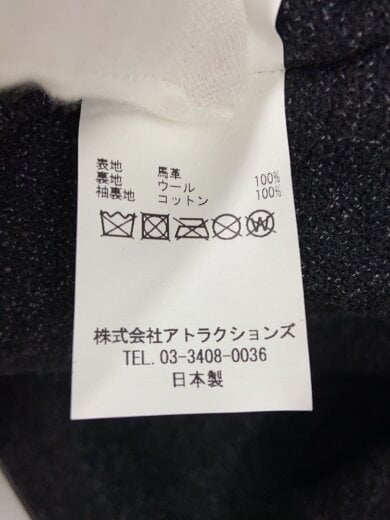 表地 馬革
裏地 ウール 100%
袖裏地 コットン 100%
W
株式会社アトラクションズ
TEL. 03-3408-0036
日本製